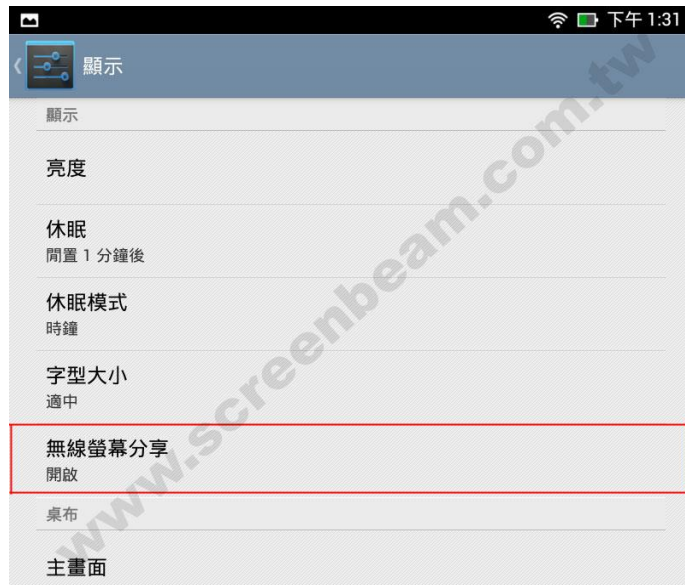 下午 1:31
顯示
顯示
亮度
休眠
閒置 1 分鐘後
休眠模式
時鐘
字型大小
適中
無線螢幕分享
開啟
桌布
主畫面
www.screenbeam.com.tw